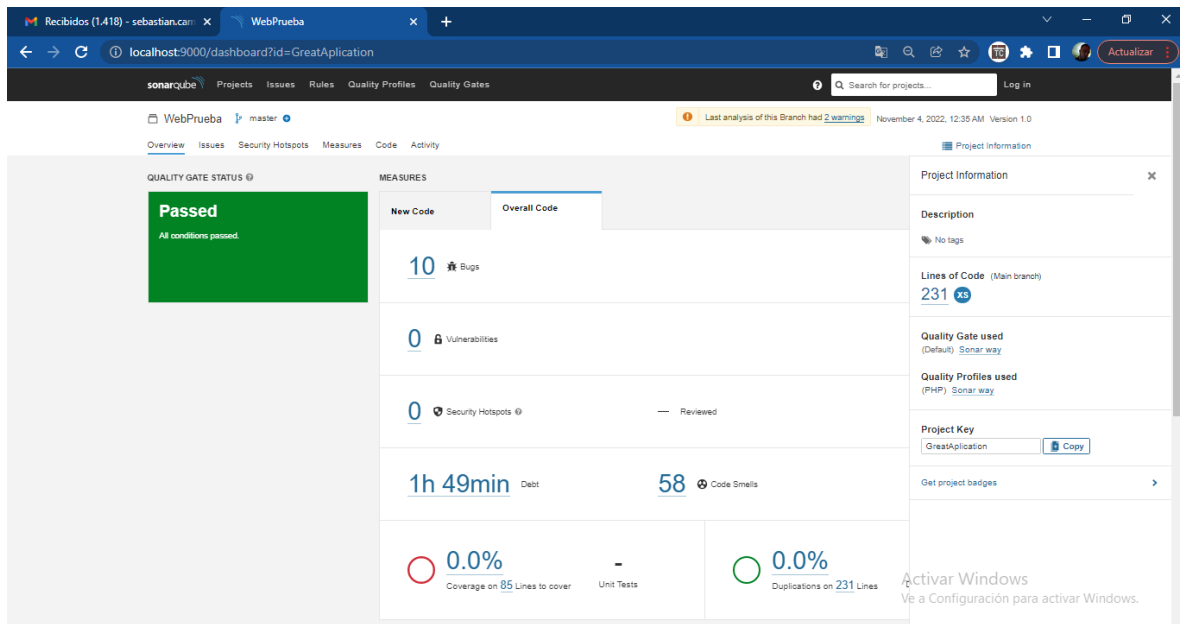 Recibidos (1.418) - sebastian.cam
WebPrueba
localhost:9000/dashboard?id=GreatAplication
Actualizar
sonarqube Projects Issues Rules Quality Profiles Quality Gates
Search for projects...
Log in
WebPrueba master
Last analysis of this Branch had 2 warnings
November 4, 2022, 12:35 AM Version 1.0
Overview Issues Security Hotspots Measures Code Activity
Project Information
QUALITY GATE STATUS
Passed
All conditions passed.
MEASURES
New Code
Overall Code
10 Bugs
0 Vulnerabilities
0 Security Hotspots
— Reviewed
1h 49min Debt
58 Code Smells
0.0%
Coverage on 85 Lines to cover
-
Unit Tests
0.0%
Duplications on 231 Lines
Project Information
Description
No tags
Lines of Code (Main branch)
231 XS
Quality Gate used
(Default) Sonar way
Quality Profiles used
(PHP) Sonar way
Project Key
GreatAplication
Copy
Get project badges
Activar Windows
Ve a Configuración para activar Windows.